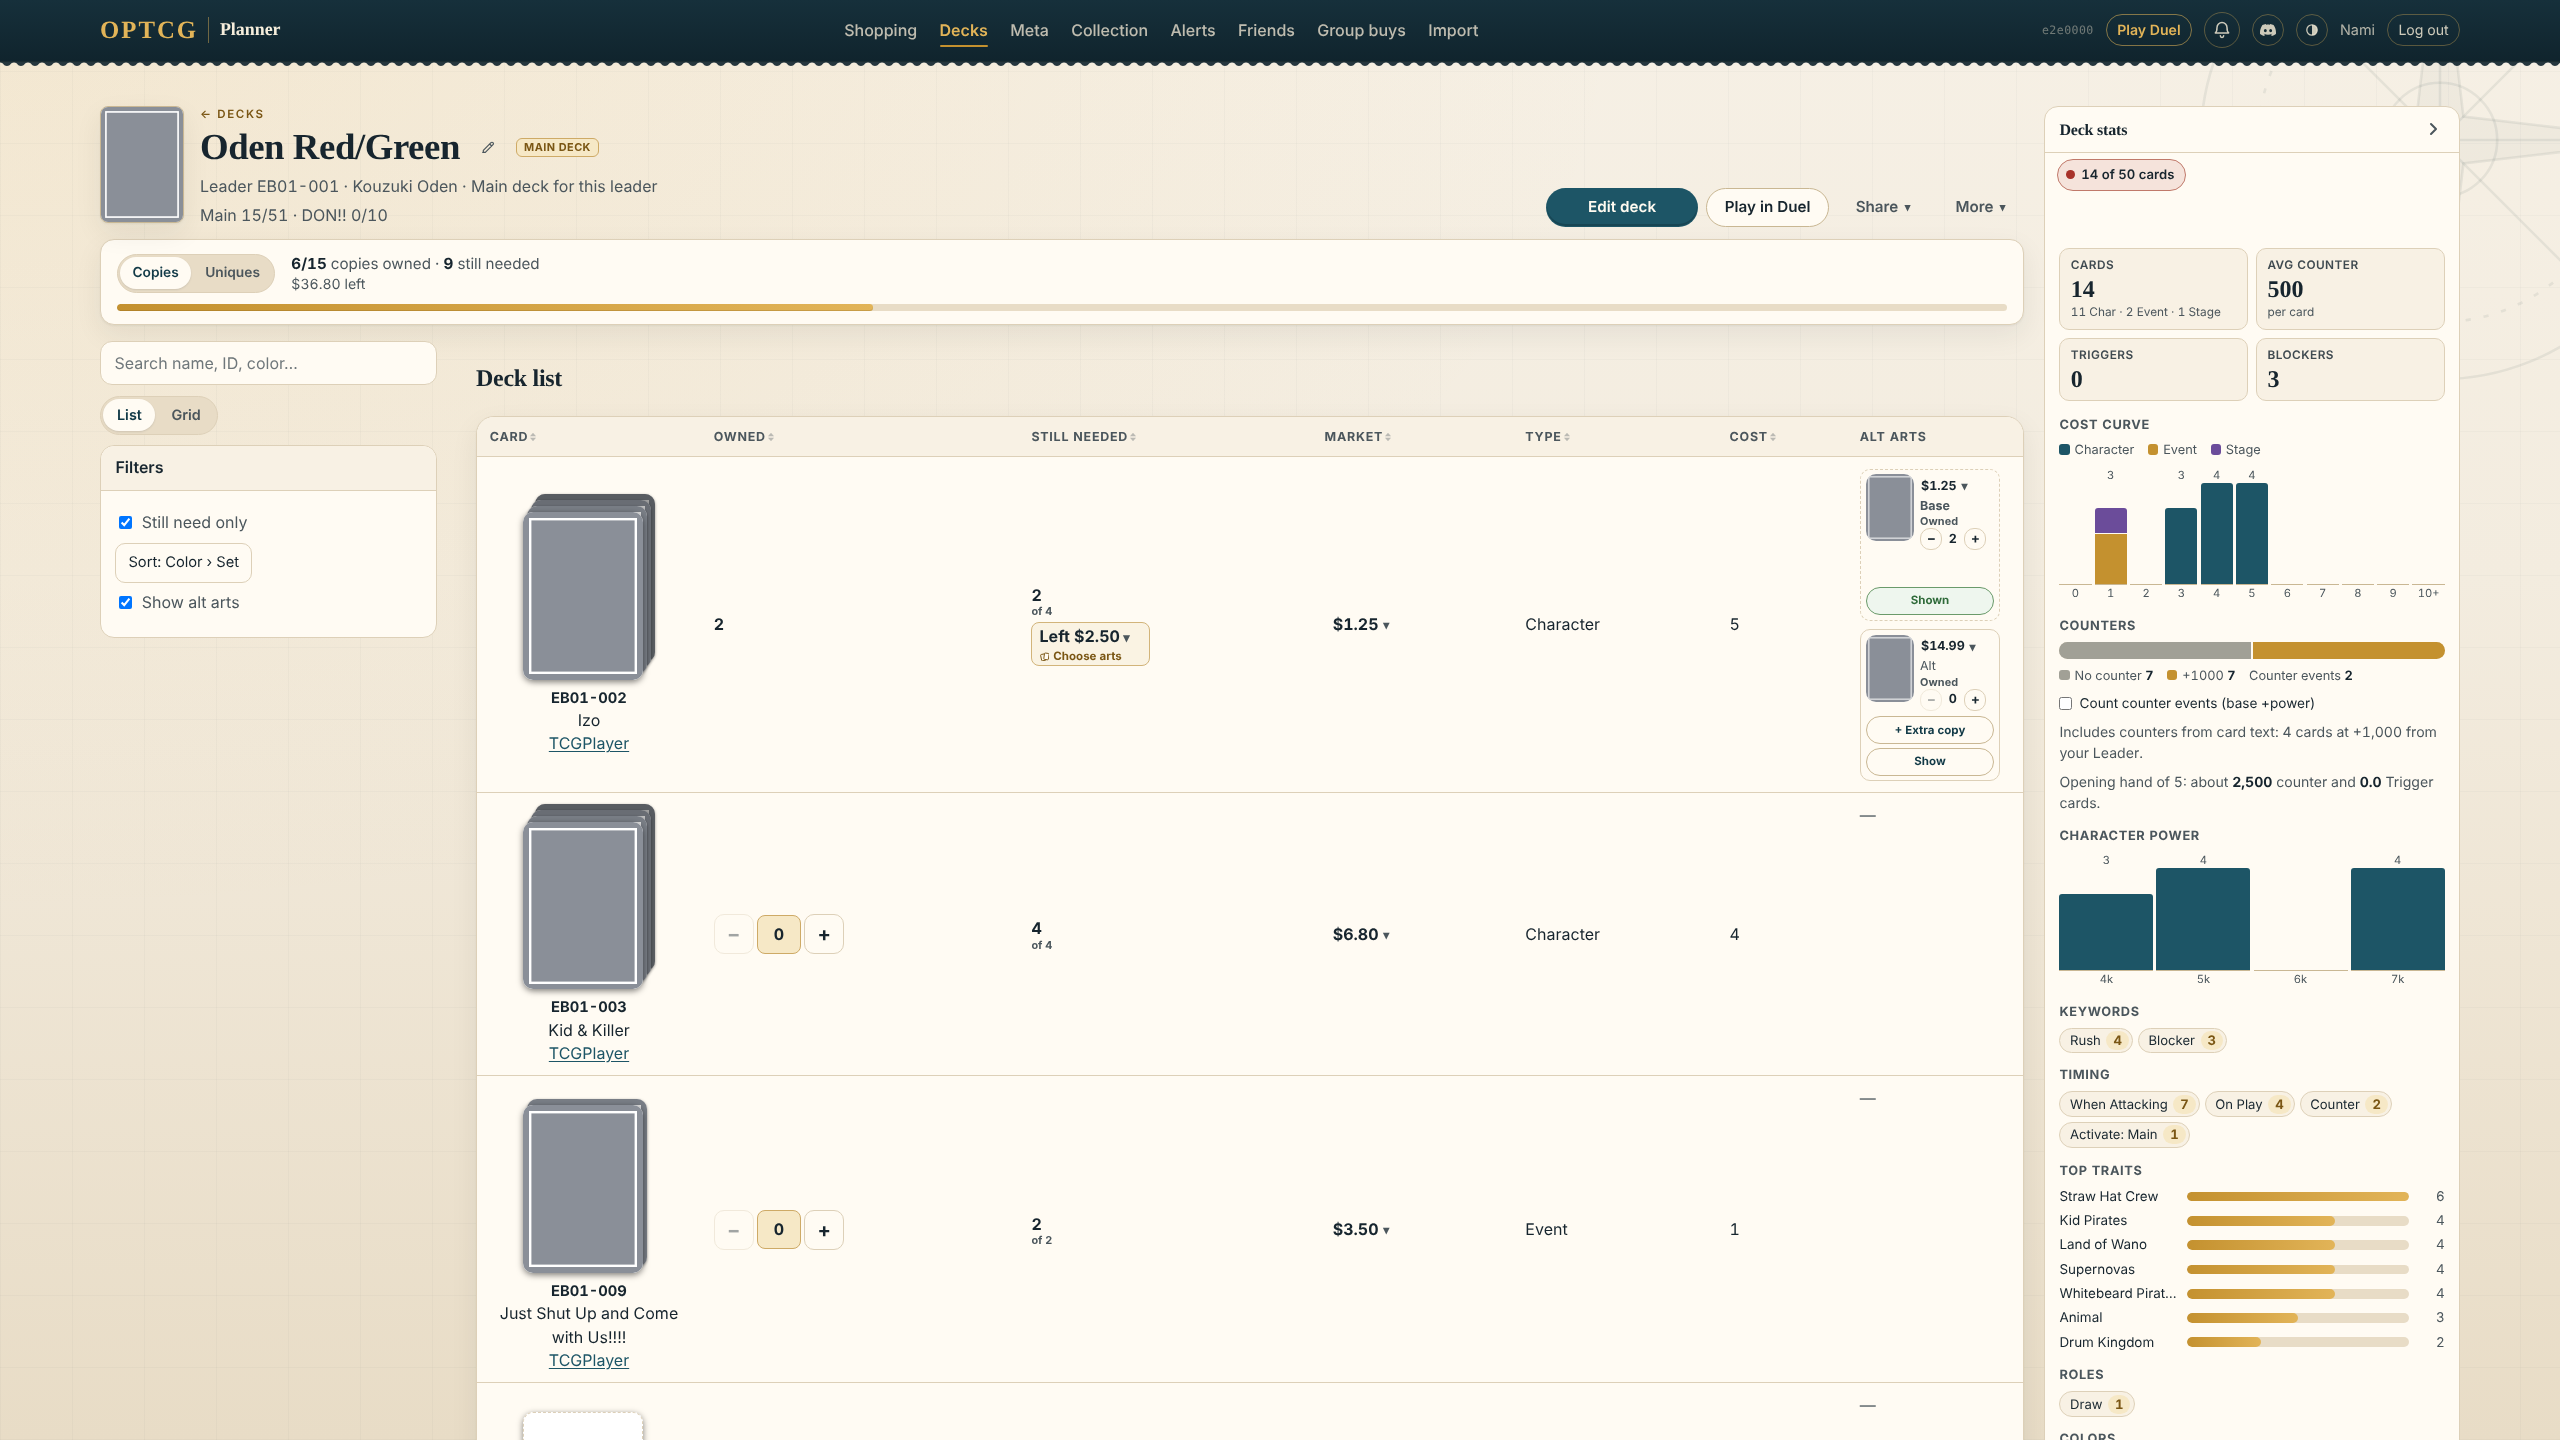 OPTCG Planner
Shopping Decks Meta Collection Alerts Friends Group buys Import
e2e0000 Play Duel Nami Log out
← DECKS
Oden Red/Green MAIN DECK
Leader EB01-001 · Kouzuki Oden · Main deck for this leader
Main 15/51 · DON!! 0/10
Edit deck Play in Duel Share ▾ More ▾
Copies Uniques
6/15 copies owned · 9 still needed
$36.80 left
Search name, ID, color...
List Grid
Filters
Still need only
Sort: Color › Set
Show alt arts
Deck list
CARD OWNED STILL NEEDED MARKET TYPE COST ALT ARTS
EB01-002
Izo
TCGPlayer
2
2
of 4
Left $2.50 ▾
Choose arts
$1.25 ▾
Character
5
$1.25 ▾
Base
Owned
− 2 +
Shown
$14.99 ▾
Alt
Owned
− 0 +
+ Extra copy
Show
EB01-003
Kid & Killer
TCGPlayer
− 0 +
4
of 4
$6.80 ▾
Character
4
—
EB01-009
Just Shut Up and Come
with Us!!!!
TCGPlayer
− 0 +
2
of 2
$3.50 ▾
Event
1
—
—
Deck stats
14 of 50 cards
CARDS
14
11 Char · 2 Event · 1 Stage
AVG COUNTER
500
per card
TRIGGERS
0
BLOCKERS
3
COST CURVE
Character Event Stage
3 3 4 4
0 1 2 3 4 5 6 7 8 9 10+
COUNTERS
No counter 7 +1000 7 Counter events 2
Count counter events (base +power)
Includes counters from card text: 4 cards at +1,000 from
your Leader.
Opening hand of 5: about 2,500 counter and 0.0 Trigger
cards.
CHARACTER POWER
3 4 4
4k 5k 6k 7k
KEYWORDS
Rush 4 Blocker 3
TIMING
When Attacking 7 On Play 4 Counter 2
Activate: Main 1
TOP TRAITS
Straw Hat Crew 6
Kid Pirates 4
Land of Wano 4
Supernovas 4
Whitebeard Pirat... 4
Animal 3
Drum Kingdom 2
ROLES
Draw 1
COLORS